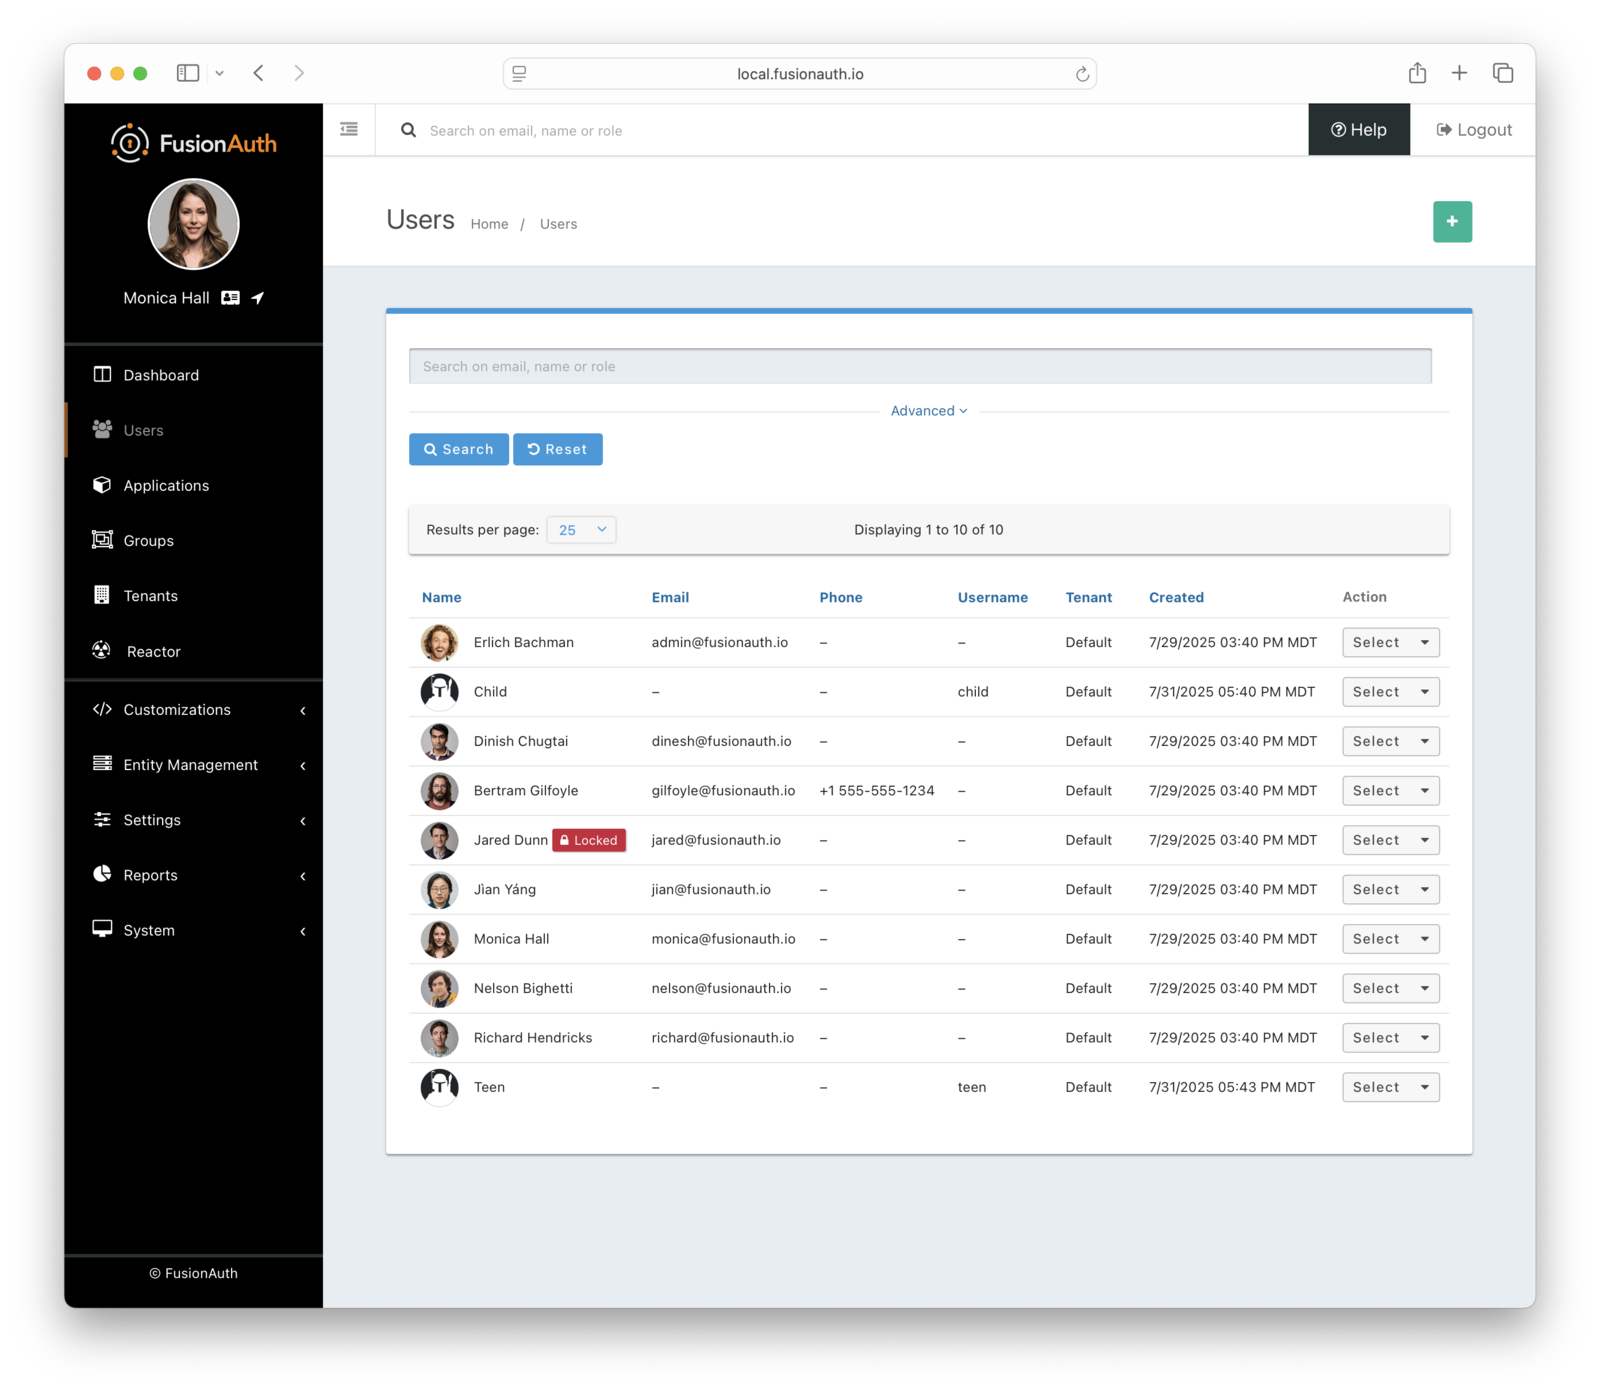 local.fusionauth.io
FusionAuth
Search on email, name or role
Help
Logout
Monica Hall
Dashboard
Users
Applications
Groups
Tenants
Reactor
Customizations
Entity Management
Settings
Reports
System
© FusionAuth
Users Home / Users
+
Search on email, name or role
Advanced
Search Reset
Results per page: 25 Displaying 1 to 10 of 10
Name Email Phone Username Tenant Created Action
Erlich Bachman admin@fusionauth.io – – Default 7/29/2025 03:40 PM MDT Select
Child – – child Default 7/31/2025 05:40 PM MDT Select
Dinish Chugtai dinesh@fusionauth.io – – Default 7/29/2025 03:40 PM MDT Select
Bertram Gilfoyle gilfoyle@fusionauth.io +1 555-555-1234 – Default 7/29/2025 03:40 PM MDT Select
Jared Dunn Locked jared@fusionauth.io – – Default 7/29/2025 03:40 PM MDT Select
Jìan Yáng jian@fusionauth.io – – Default 7/29/2025 03:40 PM MDT Select
Monica Hall monica@fusionauth.io – – Default 7/29/2025 03:40 PM MDT Select
Nelson Bighetti nelson@fusionauth.io – – Default 7/29/2025 03:40 PM MDT Select
Richard Hendricks richard@fusionauth.io – – Default 7/29/2025 03:40 PM MDT Select
Teen – – teen Default 7/31/2025 05:43 PM MDT Select